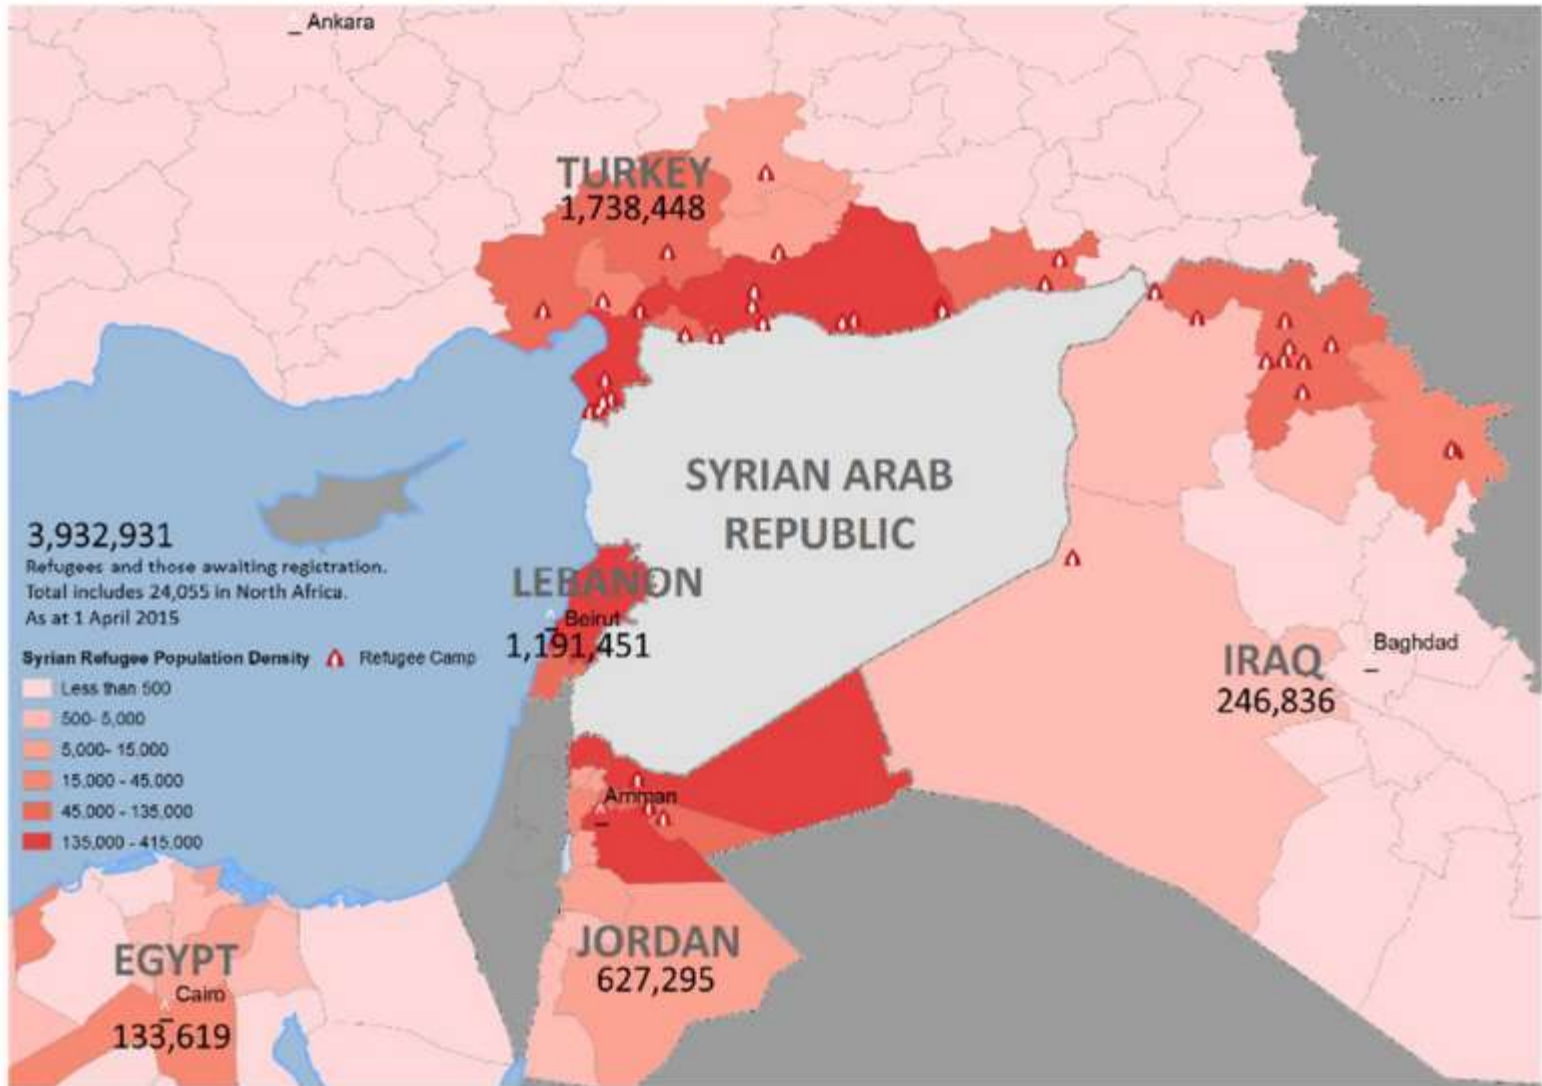 Ankara
TURKEY
1,738,448
SYRIAN ARAB
REPUBLIC
3,932,931
Refugees and those awaiting registration.
Total includes 24,055 in North Africa.
As at 1 April 2015
LEBANON
Beirut
1,191,451
Syrian Refugee Population Density
Refugee Camp
Less than 500
500- 5,000
5,000- 15.000
15,000 - 45,000
45,000 - 135,000
135,000 - 415,000
Baghdad
IRAQ
246,836
Amman
JORDAN
627,295
EGYPT
Cairo
133,619